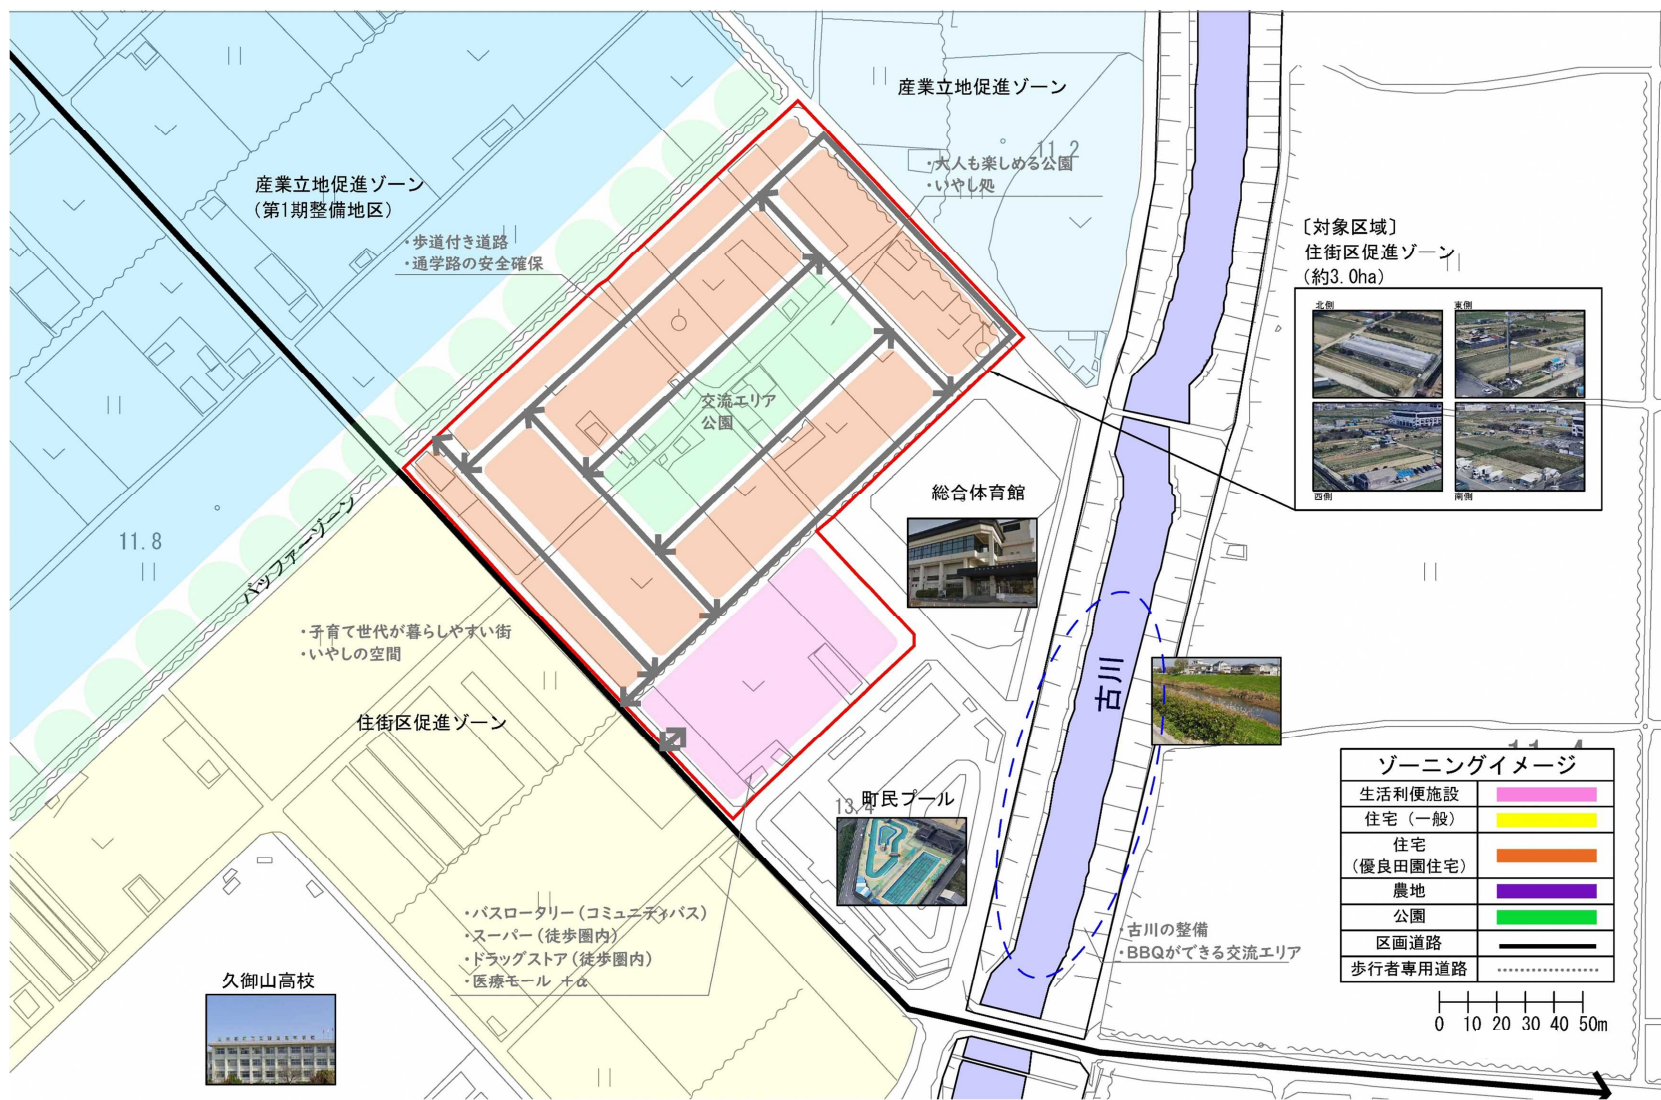 産業立地促進ゾーン
11.2
・大人も楽しめる公園
・いやし処
産業立地促進ゾーン
(第1期整備地区)
・歩道付き道路
・通学路の安全確保
〔対象区域〕
住街区促進ゾーン
(約3.0ha)
北側
東側
西側
南側
交流エリア
公園
総合体育館
11.8
バッファーゾーン
・子育て世代が暮らしやすい街
・いやしの空間
住街区促進ゾーン
古川
町民プール
13.4
11.4
ゾーニングイメージ
生活利便施設
住宅(一般)
住宅
(優良田園住宅)
農地
公園
区画道路
歩行者専用道路
0 10 20 30 40 50m
・バスロータリー(コミュニティバス)
・スーパー(徒歩圏内)
・ドラッグストア(徒歩圏内)
・医療モール +α
・古川の整備
・BBQができる交流エリア
久御山高校